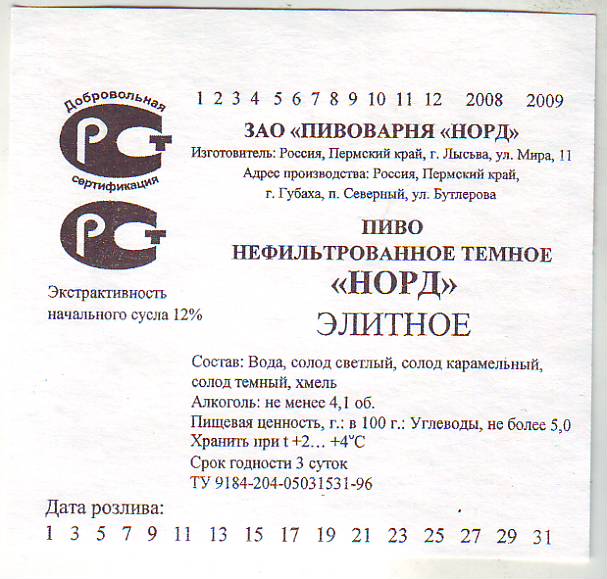 Добровольная
РСТ
сертификация
РСТ
Экстрактивность
начального сусла 12%
1 2 3 4 5 6 7 8 9 10 11 12 2008 2009
ЗАО «ПИВОВАРНЯ «НОРД»
Изготовитель: Россия, Пермский край, г. Лысьва, ул. Мира, 11
Адрес производства: Россия, Пермский край,
г. Губаха, п. Северный, ул. Бутлерова
ПИВО
НЕФИЛЬТРОВАННОЕ ТЕМНОЕ
«НОРД»
ЭЛИТНОЕ
Состав: Вода, солод светлый, солод карамельный,
солод темный, хмель
Алкоголь: не менее 4,1 об.
Пищевая ценность, г.: в 100 г.: Углеводы, не более 5,0
Хранить при t +2... +4°С
Срок годности 3 суток
ТУ 9184-204-05031531-96
Дата розлива:
1 3 5 7 9 11 13 15 17 19 21 23 25 27 29 31